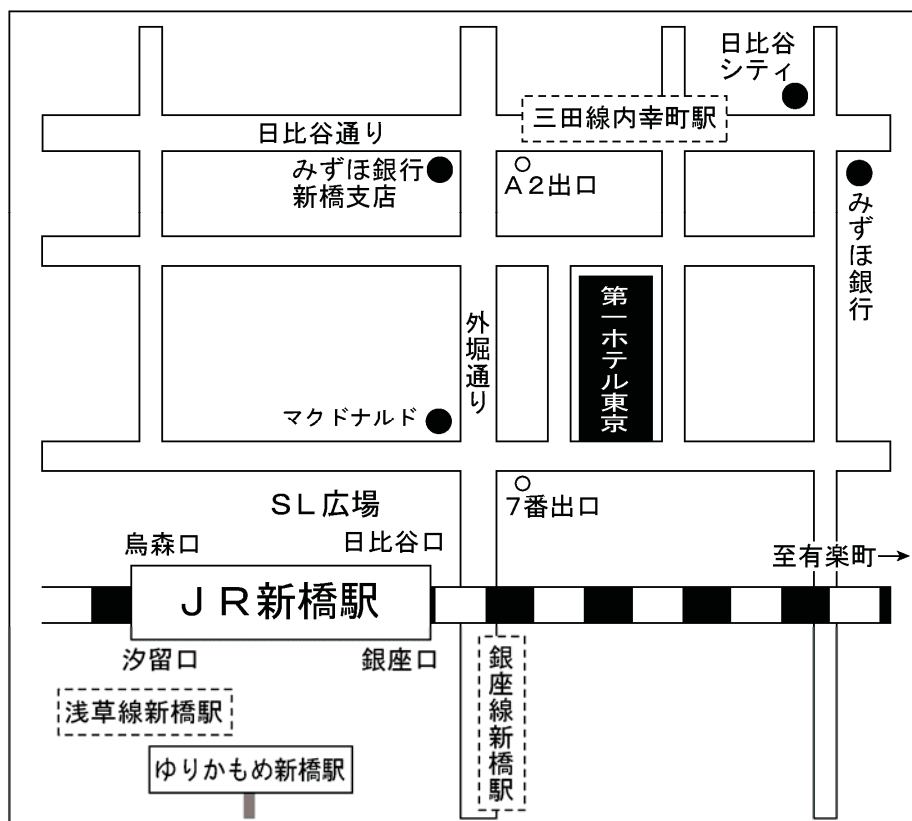 日比谷
シティ
三田線内幸町駅
日比谷通り
みずほ銀行
新橋支店
A2出口
みずほ銀行
第一ホテル東京
外堀通り
マクドナルド
SL広場
7番出口
烏森口
日比谷口
至有楽町→
JR新橋駅
汐留口
銀座口
銀座線新橋駅
浅草線新橋駅
ゆりかもめ新橋駅